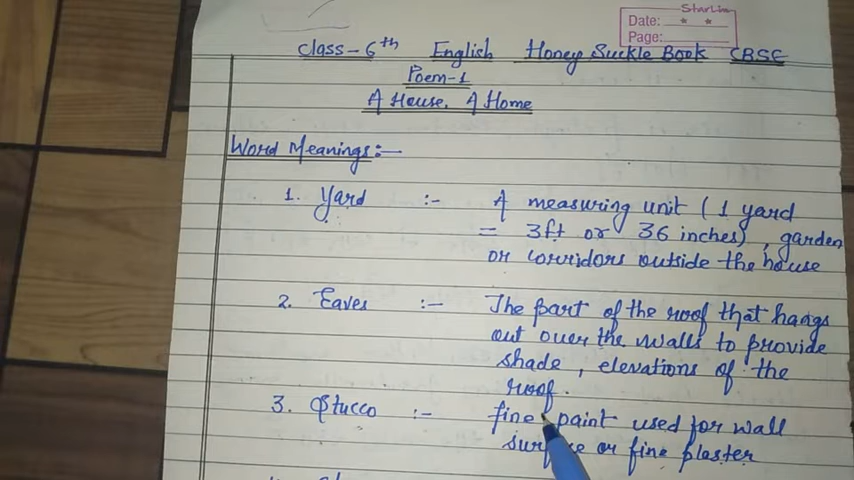 StarLin
Date: * *
Page:
Class-6th English Honey Suckle Book CBSE
Poem-1
A House. A Home
Word Meanings:-
1. Yard :- A measuring unit (1 yard
= 3ft or 36 inches), garden
or corridors outside the house
2. Eaves :- The part of the roof that hangs
out over the walls to provide
shade, elevations of the
roof.
3. Stucco :- fine paint used for wall
surface or fine plaster